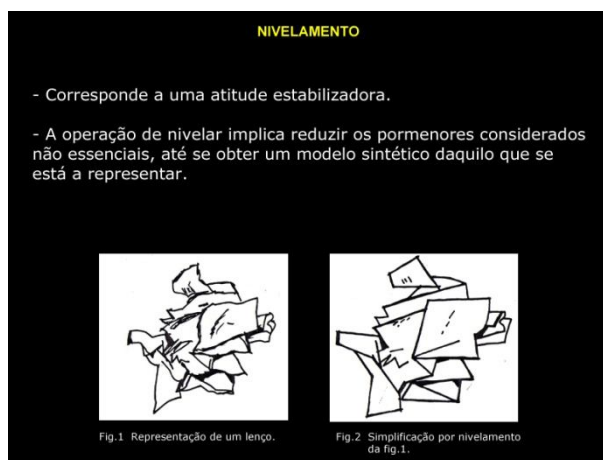 NIVELAMENTO
- Corresponde a uma atitude estabilizadora.
- A operação de nivelar implica reduzir os pormenores considerados
não essenciais, até se obter um modelo sintético daquilo que se
está a representar.
Fig.1 Representação de um lenço.
Fig.2 Simplificação por nivelamento
da fig.1.